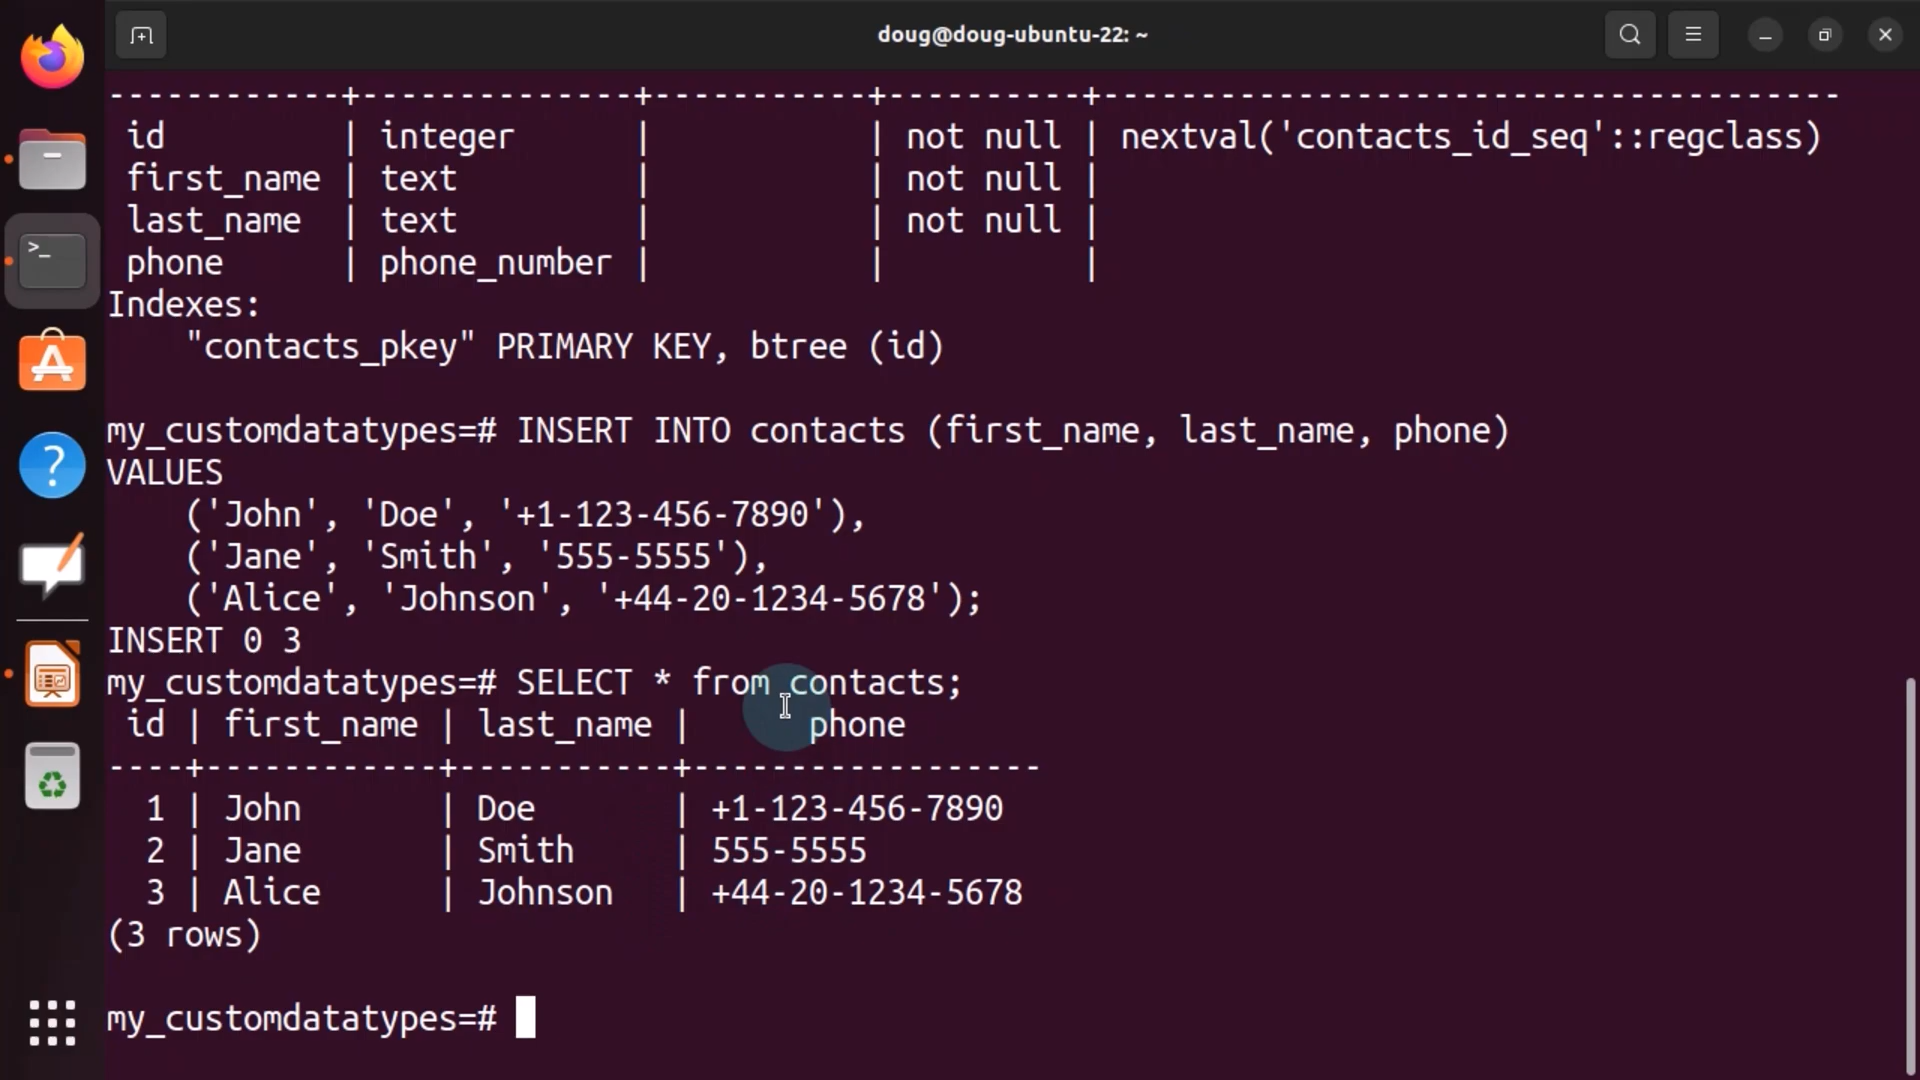 doug@doug-ubuntu-22: ~
------------+--------------+-----------+----------+--------------------------------------
 id         | integer      |           | not null | nextval('contacts_id_seq'::regclass)
 first_name | text         |           | not null |
 last_name  | text         |           | not null |
 phone      | phone_number |           |          |
Indexes:
    "contacts_pkey" PRIMARY KEY, btree (id)
my_customdatatypes=# INSERT INTO contacts (first_name, last_name, phone)
VALUES
    ('John', 'Doe', '+1-123-456-7890'),
    ('Jane', 'Smith', '555-5555'),
    ('Alice', 'Johnson', '+44-20-1234-5678');
INSERT 0 3
my_customdatatypes=# SELECT * from contacts;
 id | first_name | last_name |      phone
----+------------+-----------+------------------
  1 | John       | Doe       | +1-123-456-7890
  2 | Jane       | Smith     | 555-5555
  3 | Alice      | Johnson   | +44-20-1234-5678
(3 rows)
my_customdatatypes=#